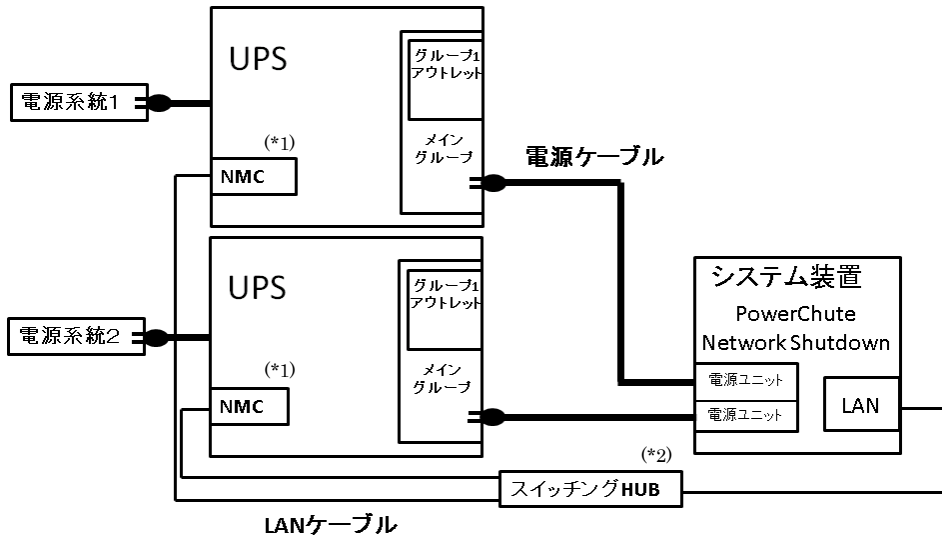 UPS
グループ1
アウトレット
電源系統1
(*1)
NMC
メイン
グループ
電源ケーブル
UPS
グループ1
アウトレット
電源系統2
(*1)
NMC
メイン
グループ
システム装置
PowerChute
Network Shutdown
電源ユニット
電源ユニット
LAN
(*2)
スイッチングHUB
LANケーブル